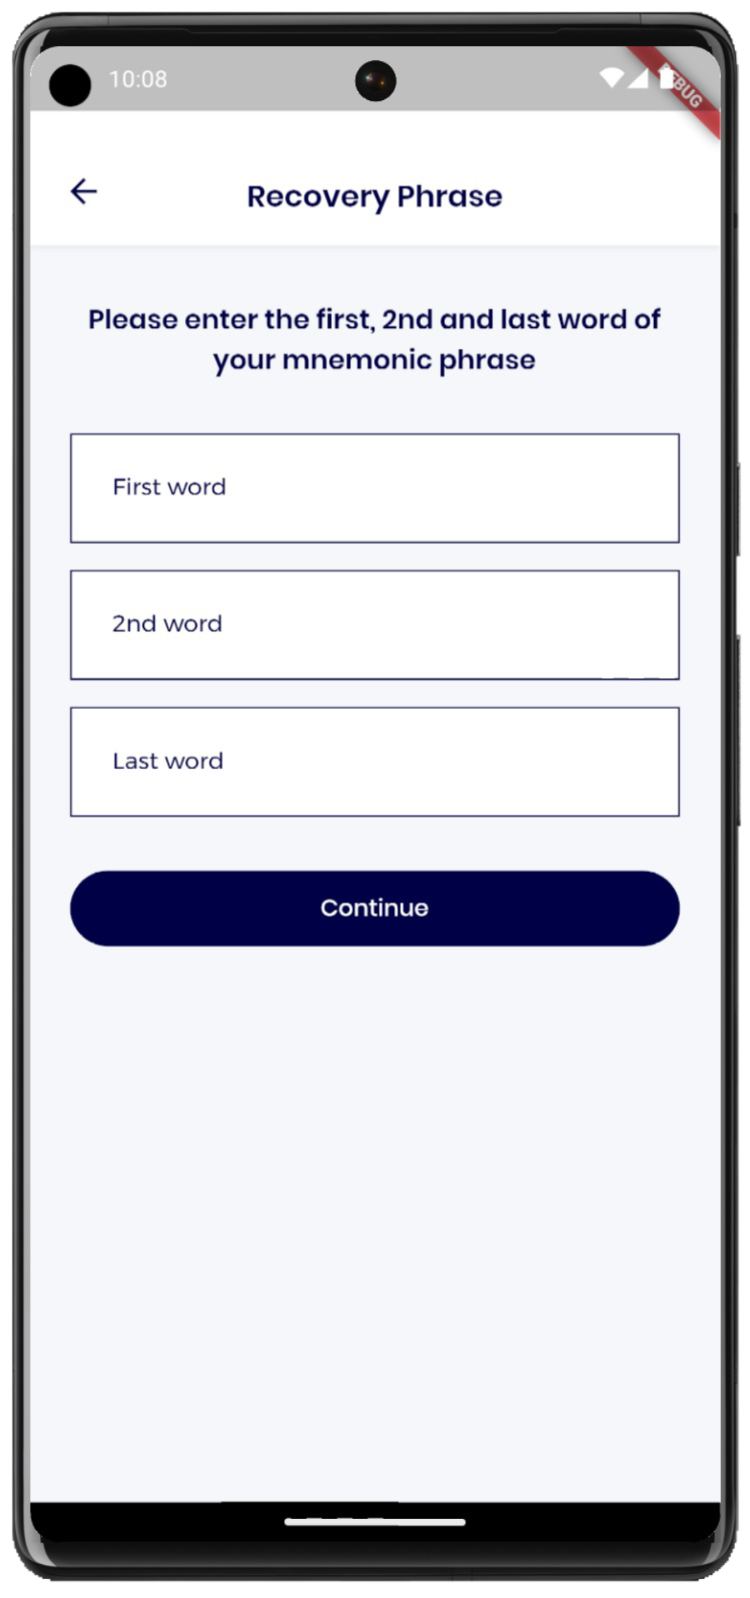 10:08
DEBUG
Recovery Phrase
Please enter the first, 2nd and last word of
your mnemonic phrase
First word
2nd word
Last word
Continue